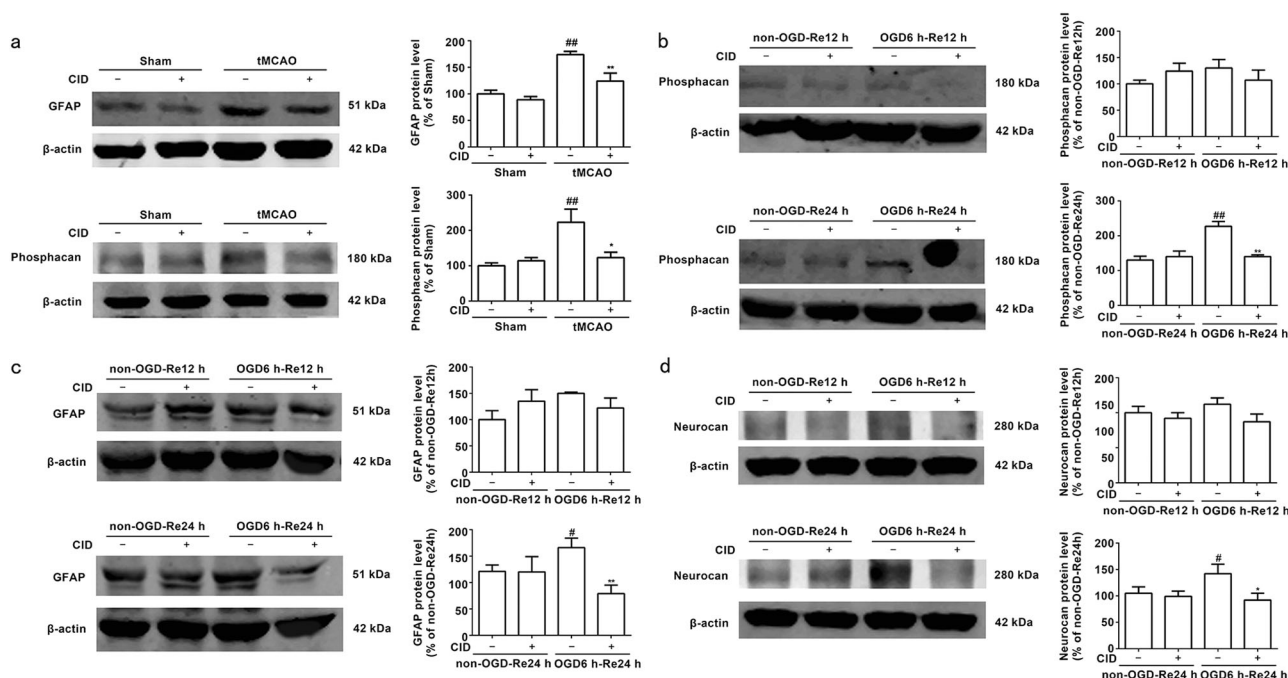 a
Sham tMCAO
CID − + − +
GFAP 51 kDa
β-actin 42 kDa
GFAP protein level
(% of Sham)
200
150
100
50
0
##
**
CID − + − +
Sham tMCAO
Sham tMCAO
CID − + − +
Phosphacan 180 kDa
β-actin 42 kDa
Phosphacan protein level
(% of Sham)
300
200
100
0
##
*
CID − + − +
Sham tMCAO
b
non-OGD-Re12 h OGD6 h-Re12 h
CID − + − +
Phosphacan 180 kDa
β-actin 42 kDa
Phosphacan protein level
(% of non-OGD-Re12h)
200
150
100
50
0
CID − + − +
non-OGD-Re12 h OGD6 h-Re12 h
non-OGD-Re24 h OGD6 h-Re24 h
CID − + − +
Phosphacan 180 kDa
β-actin 42 kDa
Phosphacan protein level
(% of non-OGD-Re24h)
300
200
100
0
##
**
CID − + − +
non-OGD-Re24 h OGD6 h-Re24 h
c
non-OGD-Re12 h OGD6 h-Re12 h
CID − + − +
GFAP 51 kDa
β-actin 42 kDa
GFAP protein level
(% of non-OGD-Re12h)
200
150
100
50
0
CID − + − +
non-OGD-Re12 h OGD6 h-Re12 h
non-OGD-Re24 h OGD6 h-Re24 h
CID − + − +
GFAP 51 kDa
β-actin 42 kDa
GFAP protein level
(% of non-OGD-Re24h)
200
150
100
50
0
#
**
CID − + − +
non-OGD-Re24 h OGD6 h-Re24 h
d
non-OGD-Re12 h OGD6 h-Re12 h
CID − + − +
Neurocan 280 kDa
β-actin 42 kDa
Neurocan protein level
(% of non-OGD-Re12h)
200
150
100
50
0
CID − + − +
non-OGD-Re12 h OGD6 h-Re12 h
non-OGD-Re24 h OGD6 h-Re24 h
CID − + − +
Neurocan 280 kDa
β-actin 42 kDa
Neurocan protein level
(% of non-OGD-Re24h)
200
150
100
50
0
#
*
CID − + − +
non-OGD-Re24 h OGD6 h-Re24 h